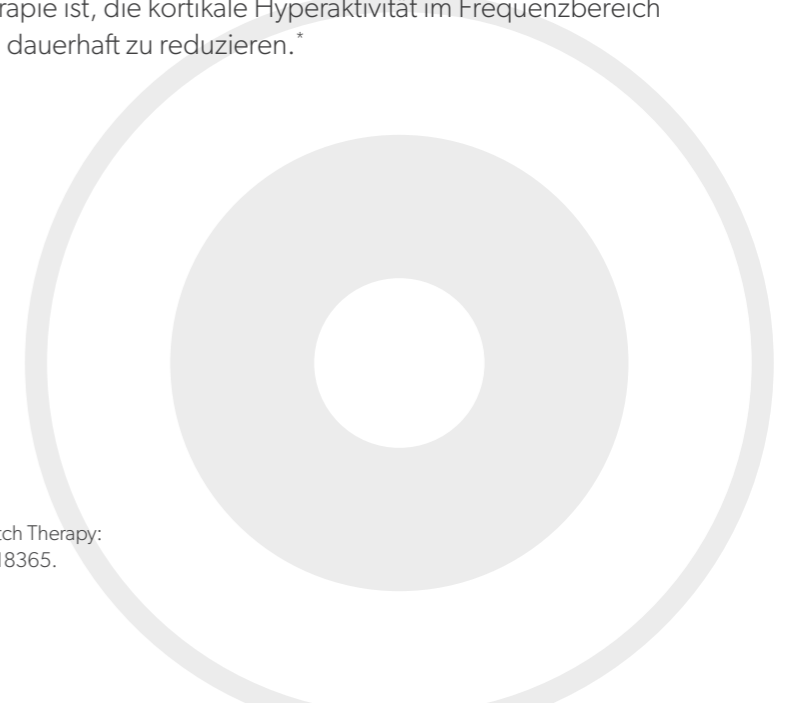 rapie ist, die kortikale Hyperaktivität im Frequenzbereich
dauerhaft zu reduzieren.*
tch Therapy:
18365.